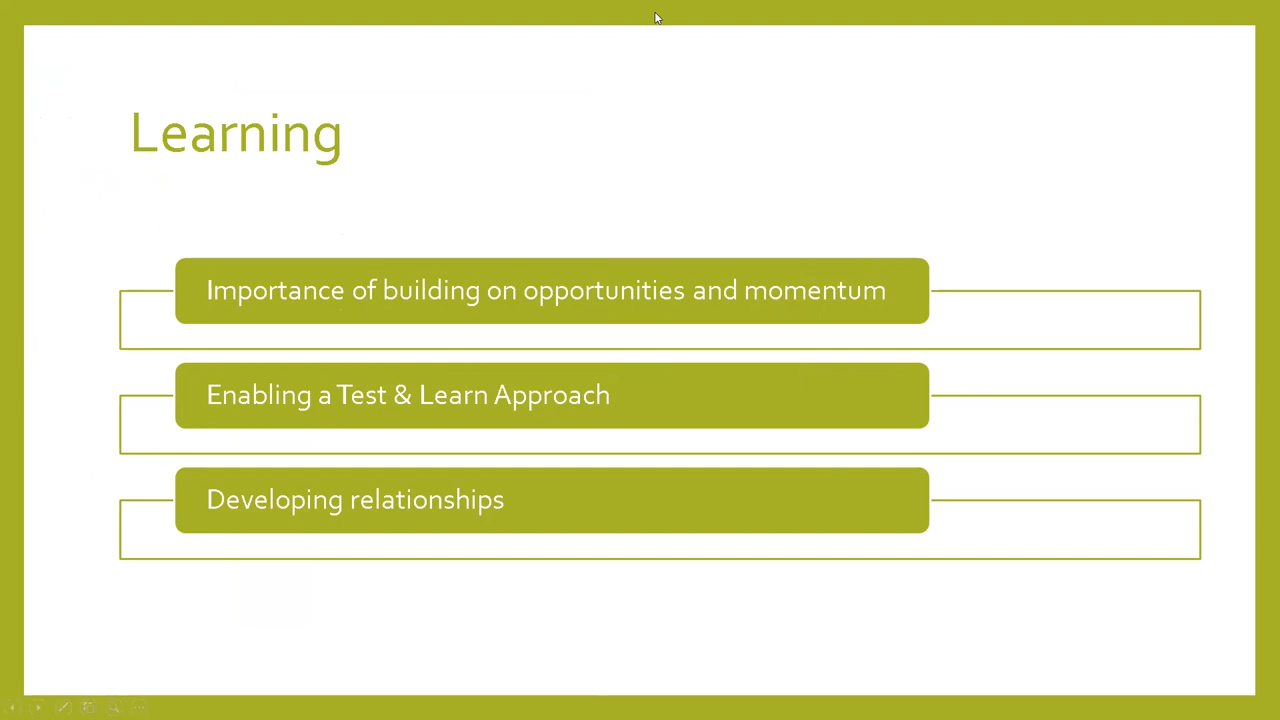 Learning
Importance of building on opportunities and momentum
Enabling a Test & Learn Approach
Developing relationships